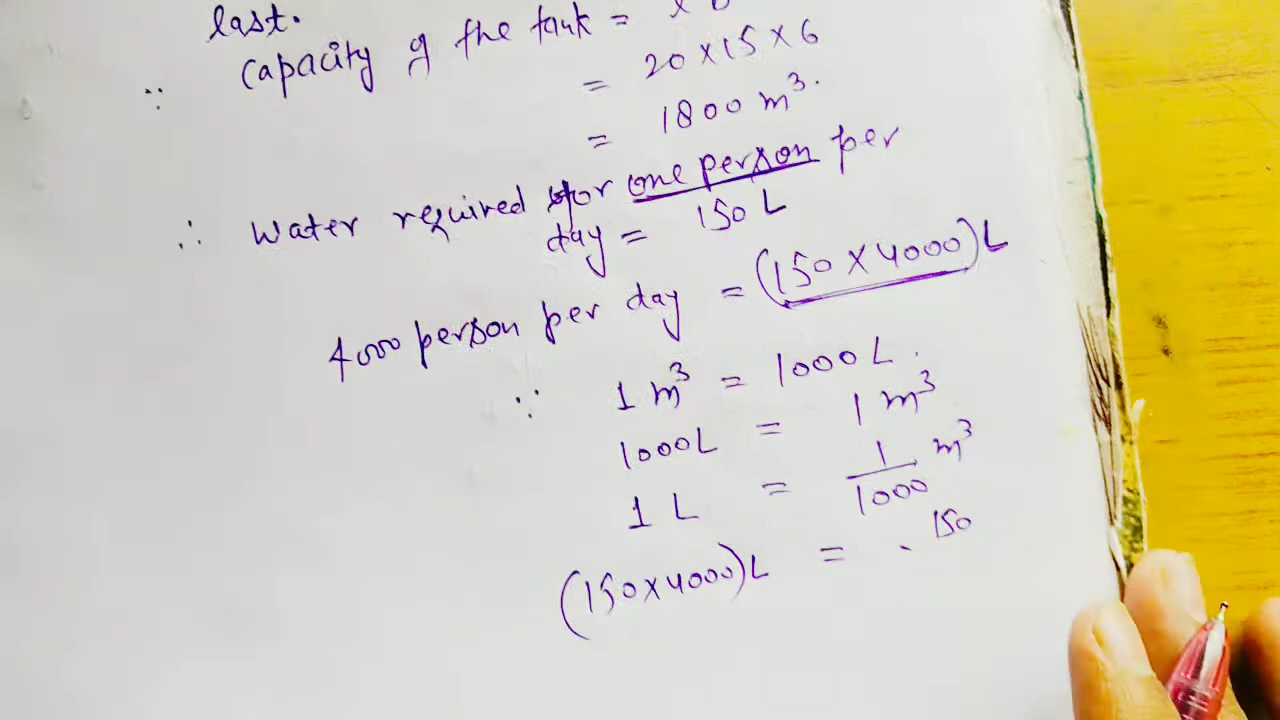 last.
∵ Capacity of the tank =
= 20 × 15 × 6
= 1800 m³.
∴ Water required for one person per
day = 150 L
4000 person per day = (150 × 4000) L
∵ 1 m³ = 1000 L.
1000 L = 1 m³
1 L = 1/1000 m³
(150 × 4000) L = 150